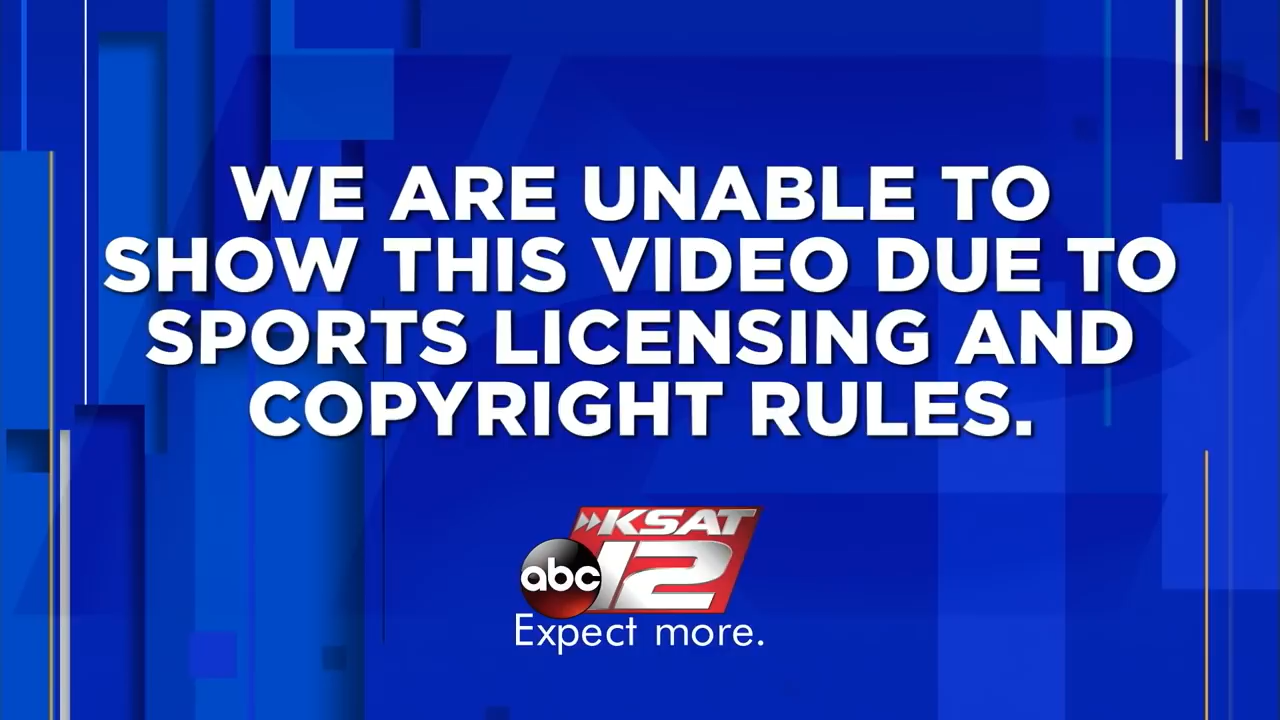 WE ARE UNABLE TO
SHOW THIS VIDEO DUE TO
SPORTS LICENSING AND
COPYRIGHT RULES.
KSAT
abc 12
Expect more.